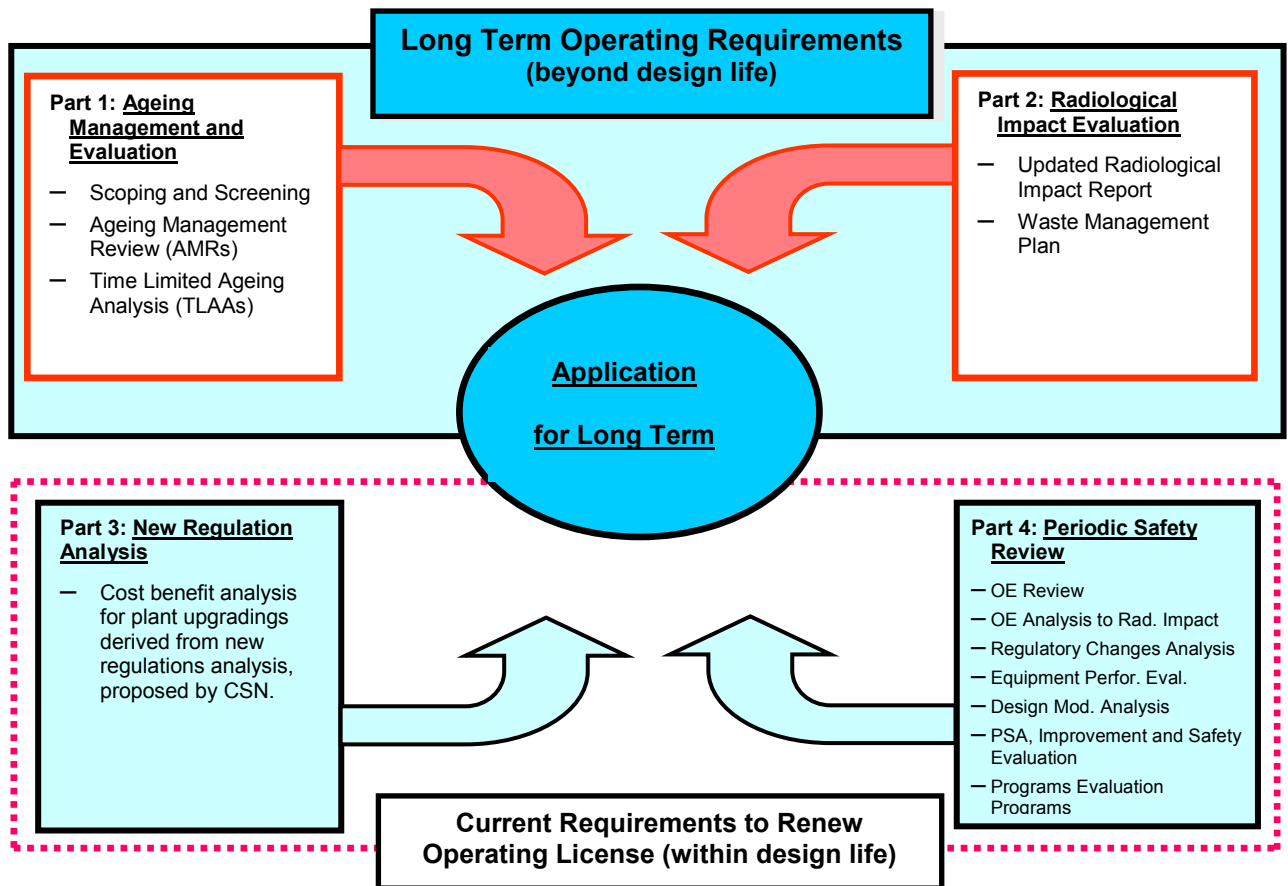 Long Term Operating Requirements
(beyond design life)
Part 1: Ageing
Management and
Evaluation
— Scoping and Screening
— Ageing Management
Review (AMRs)
— Time Limited Ageing
Analysis (TLAAs)
Part 2: Radiological
Impact Evaluation
— Updated Radiological
Impact Report
— Waste Management
Plan
Application
for Long Term
Part 3: New Regulation
Analysis
— Cost benefit analysis
for plant upgradings
derived from new
regulations analysis,
proposed by CSN.
Part 4: Periodic Safety
Review
— OE Review
— OE Analysis to Rad. Impact
— Regulatory Changes Analysis
— Equipment Perfor. Eval.
— Design Mod. Analysis
— PSA, Improvement and Safety
Evaluation
— Programs Evaluation
Programs
Current Requirements to Renew
Operating License (within design life)